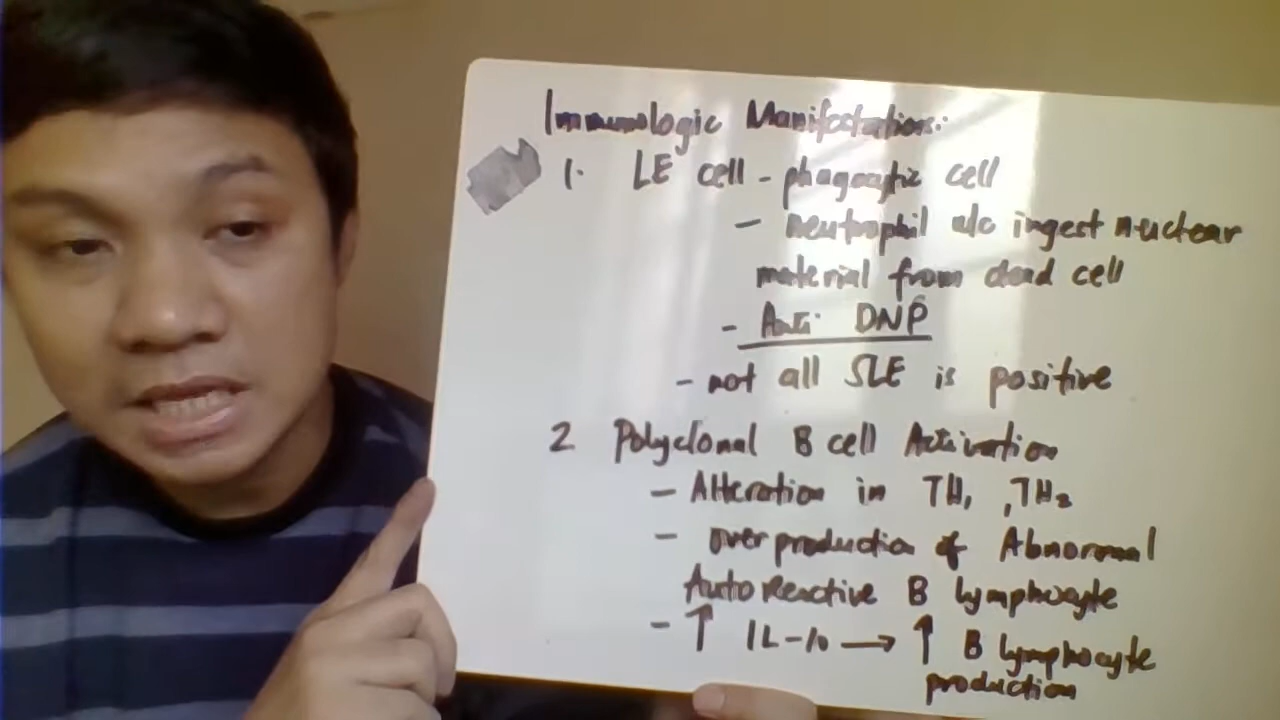 Immunologic Manifestations:
1. LE cell - phagocytic cell
- neutrophil w/c ingest nuclear
material from dead cell
- Anti DNP
- not all SLE is positive
2 Polyclonal B cell Activation
- Alteration in TH1, TH2
- over production of Abnormal
Auto Reactive B lymphocyte
- ↑ IL-10 → ↑ B lymphocyte
production